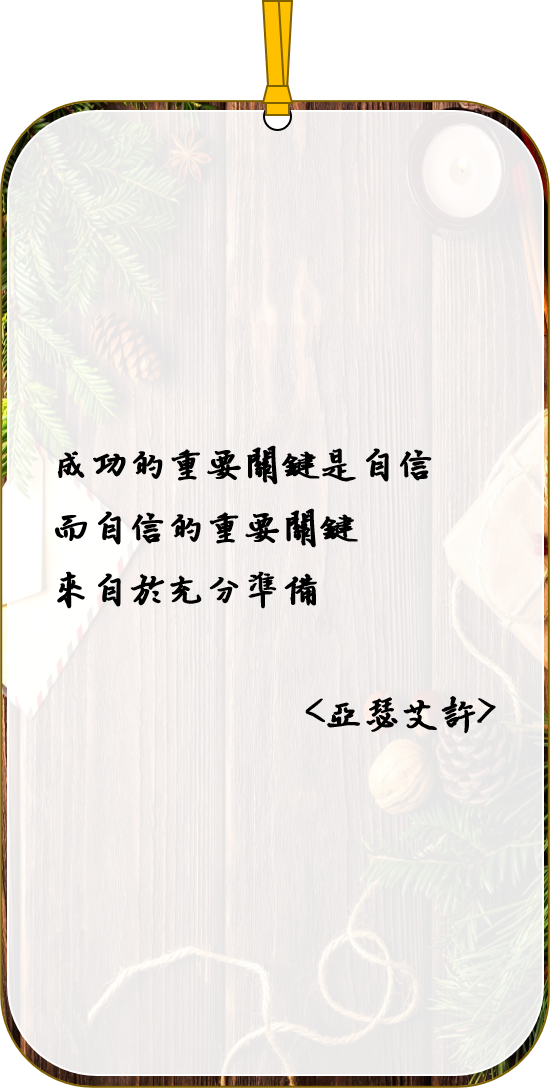 成功的重要關鍵是自信
而自信的重要關鍵
來自於充分準備
<亞瑟艾許>